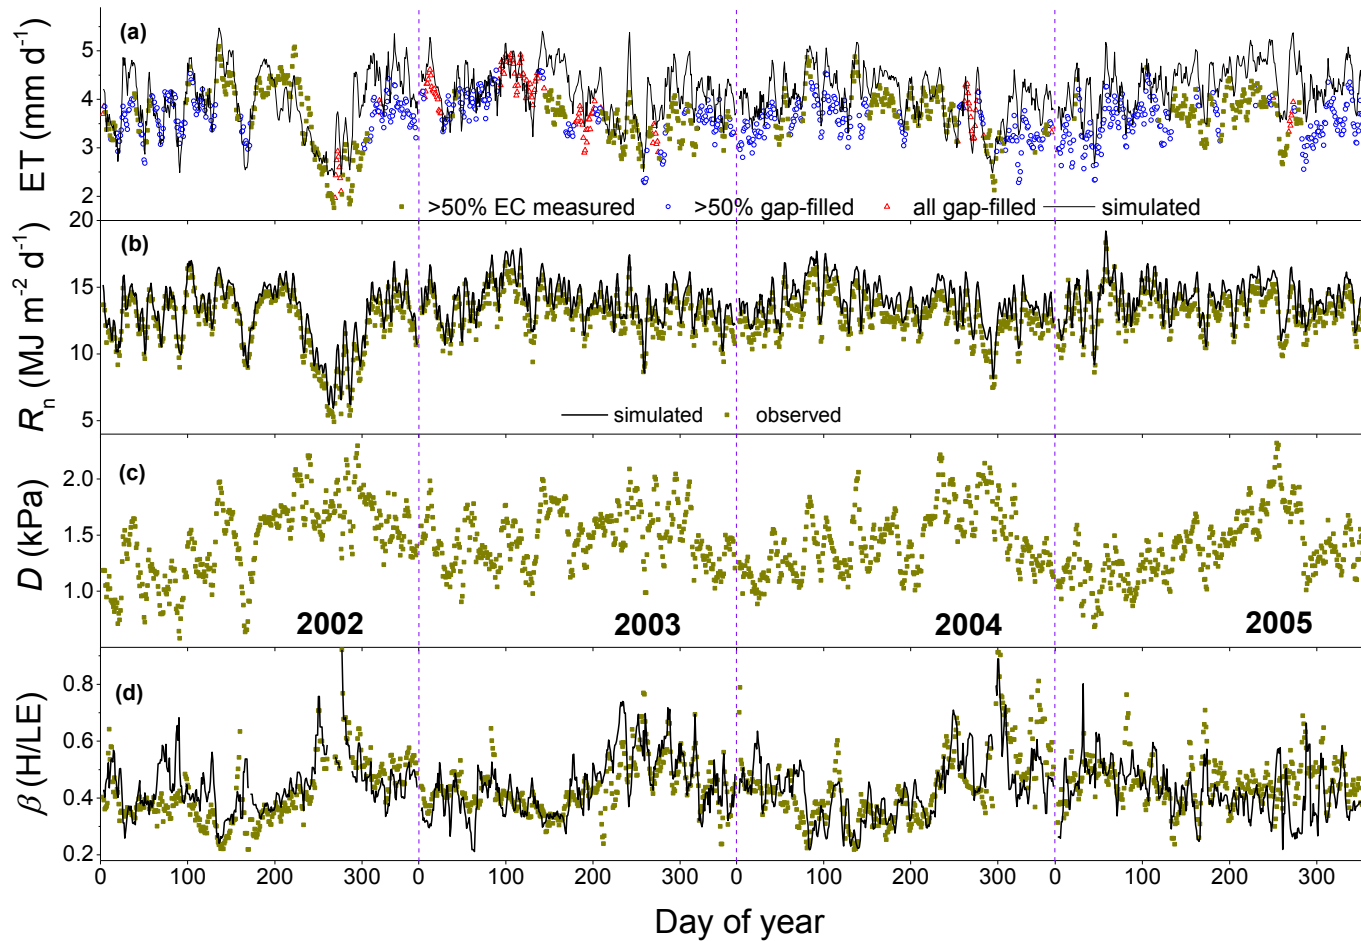 (a)
ET (mm d-1)
5
4
3
2
>50% EC measured >50% gap-filled all gap-filled simulated
(b)
Rn (MJ m-2 d-1)
20
15
10
5
simulated observed
(c)
D (kPa)
2.0
1.5
1.0
2002 2003 2004 2005
(d)
β (H/LE)
0.8
0.6
0.4
0.2
0 100 200 300 0 100 200 300 0 100 200 300 0 100 200 300
Day of year